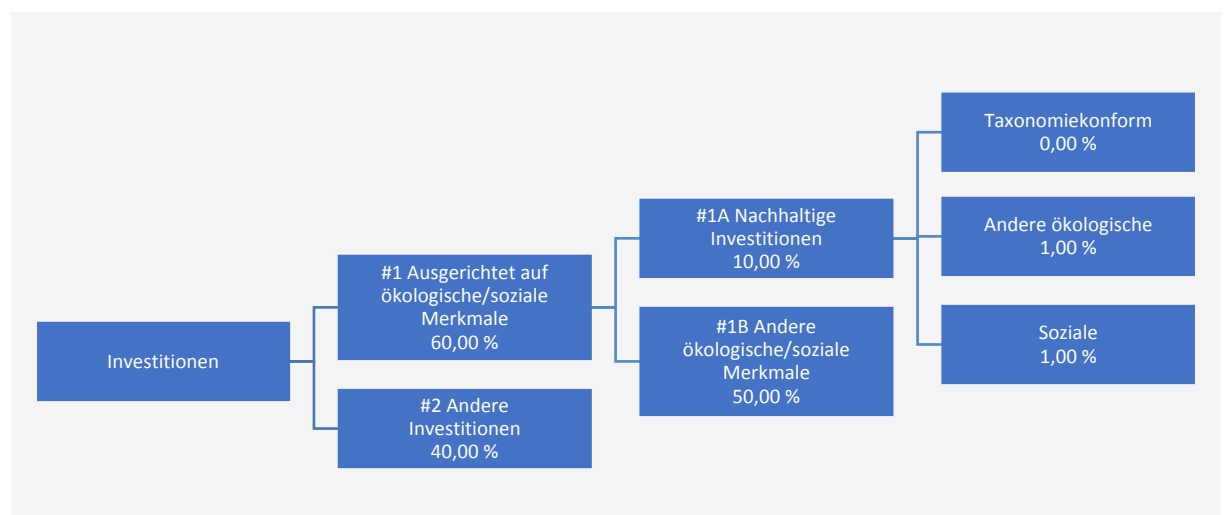 Investitionen
#1 Ausgerichtet auf
ökologische/soziale
Merkmale
60,00 %
#2 Andere
Investitionen
40,00 %
#1A Nachhaltige
Investitionen
10,00 %
#1B Andere
ökologische/soziale
Merkmale
50,00 %
Taxonomiekonform
0,00 %
Andere ökologische
1,00 %
Soziale
1,00 %